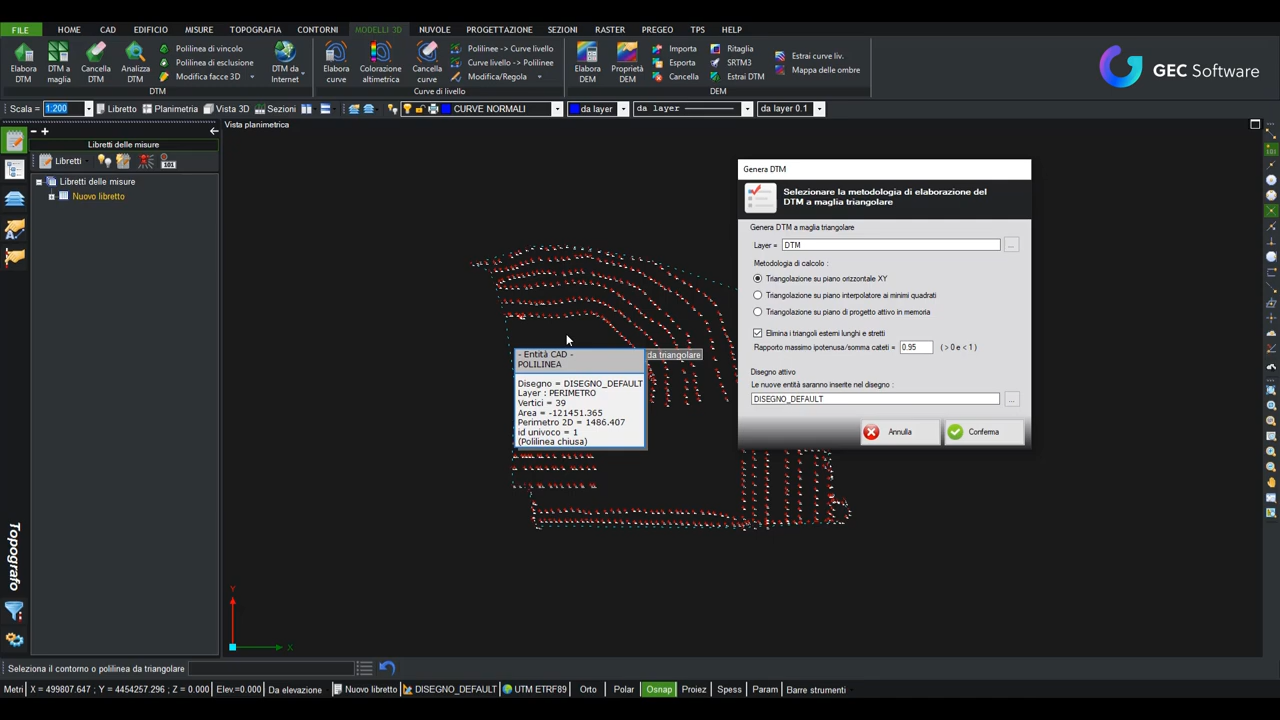 FILE HOME CAD EDIFICIO MISURE TOPOGRAFIA CONTORNI MODELLI 3D NUVOLE PROGETTAZIONE SEZIONI RASTER PREGEO TPS HELP
Elabora DTM
DTM a maglia
Cancella DTM
Analizza DTM
Polilinea di vincolo
Polilinea di esclusione
Modifica facce 3D
DTM da Internet
DTM
Elabora curve
Colorazione altimetrica
Cancella curve
Polilinee -> Curve livello
Curve livello -> Polilinee
Modifica/Regola
Curve di livello
Elabora DEM
Proprietà DEM
Importa
Esporta
Cancella
Ritaglia
SRTM3
Estrai DTM
Estrai curve liv.
Mappa delle ombre
DEM
GEC Software
Scala = 1:200 Libretto Planimetria Vista 3D Sezioni CURVE NORMALI da layer da layer da layer 0.1
Libretti delle misure
Libretti
101
Libretti delle misure
Nuovo libretto
Topografo
Vista planimetrica
- Entità CAD -
POLILINEA
da triangolare
Disegno = DISEGNO_DEFAULT
Layer : PERIMETRO
Vertici = 39
Area = -121451.365
Perimetro 2D = 1486.407
id univoco = 1
(Polilinea chiusa)
Y
X
Genera DTM
Selezionare la metodologia di elaborazione del
DTM a maglia triangolare
Genera DTM a maglia triangolare
Layer = DTM ...
Metodologia di calcolo :
Triangolazione su piano orizzontale XY
Triangolazione su piano interpolatore ai minimi quadrati
Triangolazione su piano di progetto attivo in memoria
Elimina i triangoli esterni lunghi e stretti
Rapporto massimo ipotenusa/somma cateti = 0.95 ( > 0 e < 1 )
Disegno attivo
Le nuove entità saranno inserite nel disegno :
DISEGNO_DEFAULT ...
Annulla Conferma
Seleziona il contorno o polilinea da triangolare
Metri X = 499807.647 ; Y = 4454257.296 ; Z = 0.000 Elev.=0.000 Da elevazione Nuovo libretto DISEGNO_DEFAULT UTM ETRF89 Orto Polar Osnap Proiez Spess Param Barre strumenti